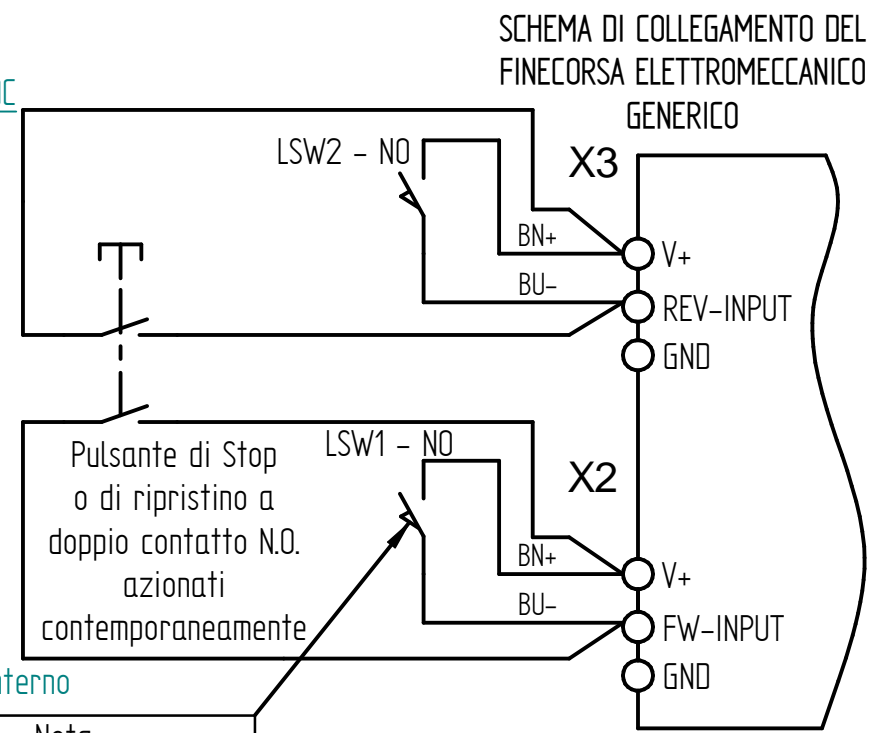 SCHEMA DI COLLEGAMENTO DEL
FINECORSA ELETTROMECCANICO
GENERICO
LSW2 - NO
X3
BN+
V+
BU-
REV-INPUT
GND
Pulsante di Stop
o di ripristino a
doppio contatto N.O.
azionati
contemporaneamente
LSW1 - NO
X2
BN+
V+
BU-
FW-INPUT
GND